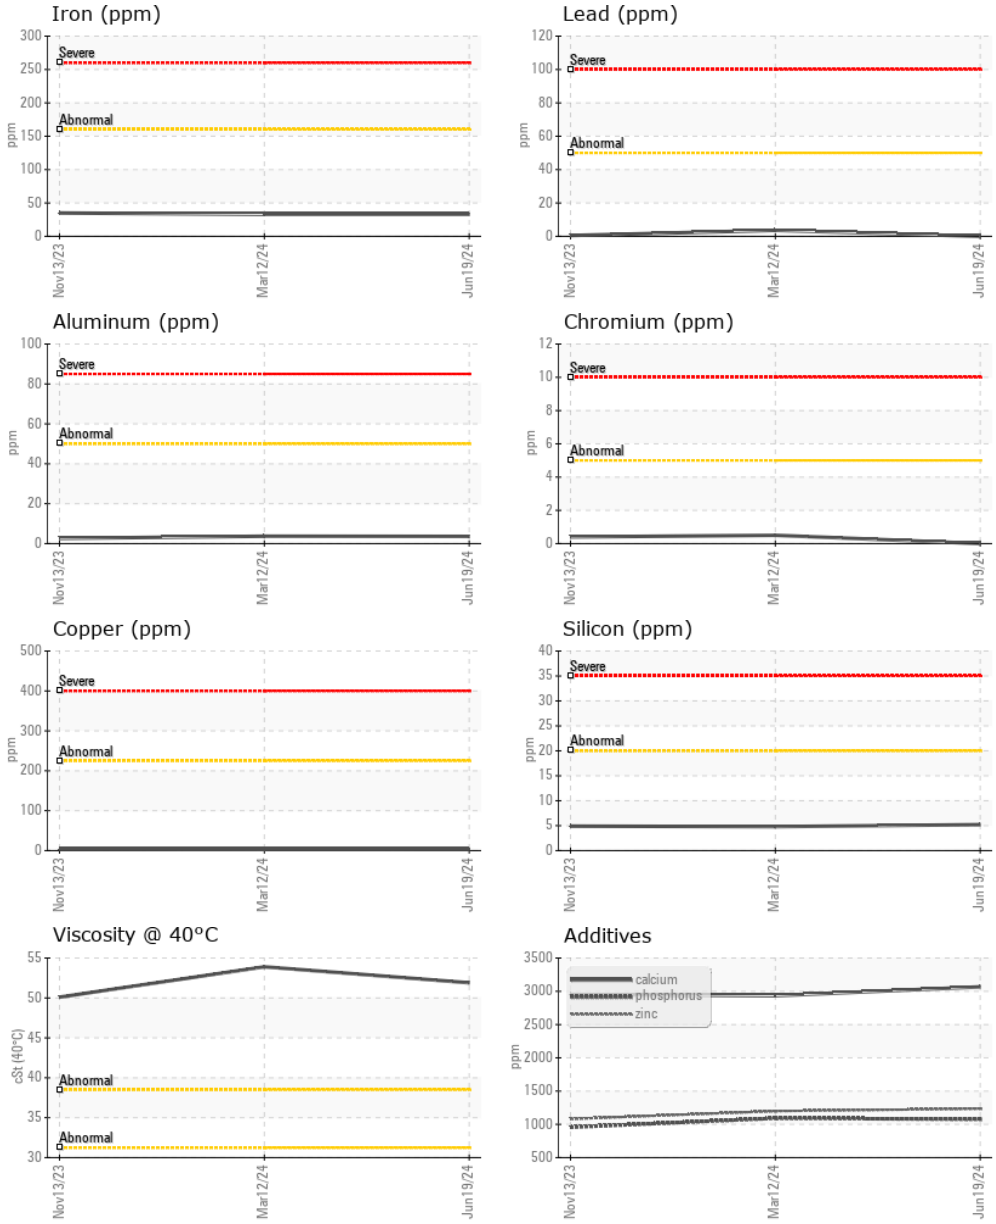 Iron (ppm)
300
250
200
150
100
50
0
ppm
Severe
Abnormal
Nov13/23
Mar12/24
Jun19/24
Lead (ppm)
120
100
80
60
40
20
0
ppm
Severe
Abnormal
Nov13/23
Mar12/24
Jun19/24
Aluminum (ppm)
100
80
60
40
20
0
ppm
Severe
Abnormal
Nov13/23
Mar12/24
Jun19/24
Chromium (ppm)
12
10
8
6
4
2
0
ppm
Severe
Abnormal
Nov13/23
Mar12/24
Jun19/24
Copper (ppm)
500
400
300
200
100
0
ppm
Severe
Abnormal
Nov13/23
Mar12/24
Jun19/24
Silicon (ppm)
40
35
30
25
20
15
10
5
0
ppm
Severe
Abnormal
Nov13/23
Mar12/24
Jun19/24
Viscosity @ 40°C
55
50
45
40
35
30
cSt (40°C)
Abnormal
Abnormal
Nov13/23
Mar12/24
Jun19/24
Additives
3500
3000
2500
2000
1500
1000
500
ppm
calcium
phosphorus
zinc
Nov13/23
Mar12/24
Jun19/24